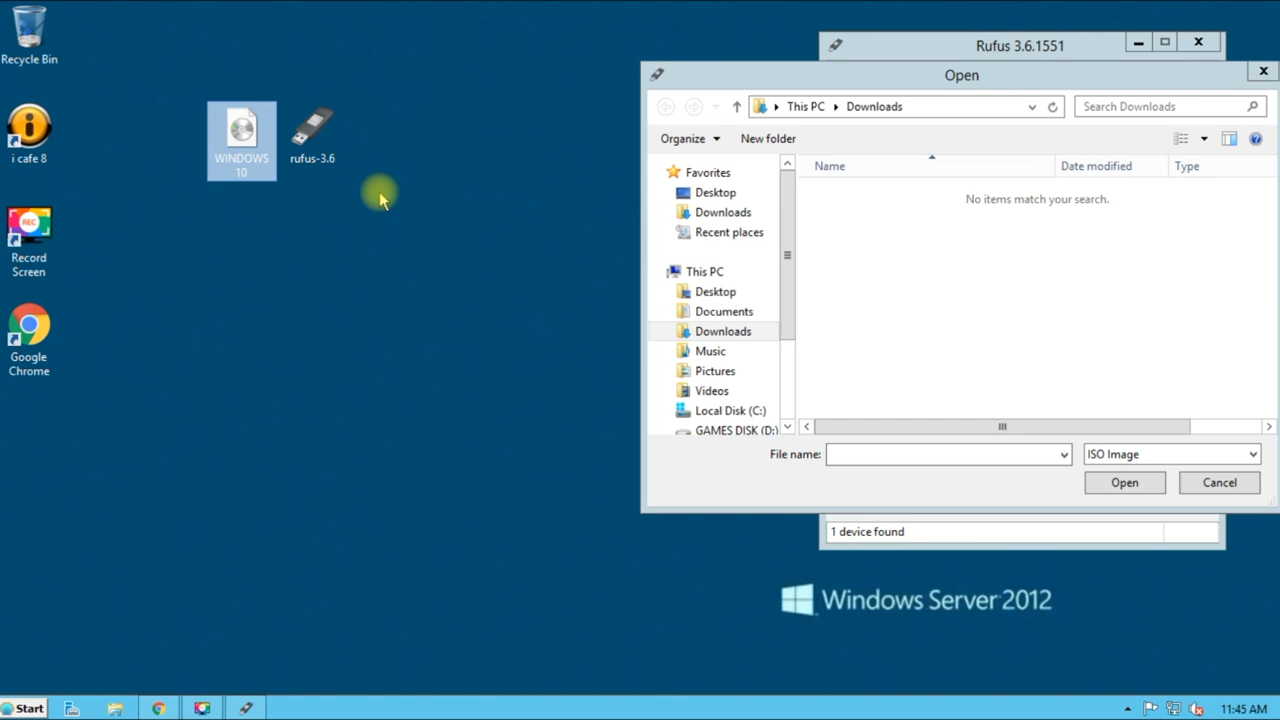 Recycle Bin
i cafe 8
REC
Record
Screen
Google
Chrome
WINDOWS
10
rufus-3.6
Rufus 3.6.1551
Open
This PC
Downloads
Search Downloads
Organize
New folder
Favorites
Desktop
Downloads
Recent places
This PC
Desktop
Documents
Downloads
Music
Pictures
Videos
Local Disk (C:)
GAMES DISK (D:)
Name
Date modified
Type
No items match your search.
File name:
ISO Image
Open
Cancel
1 device found
Windows Server 2012
Start
11:45 AM